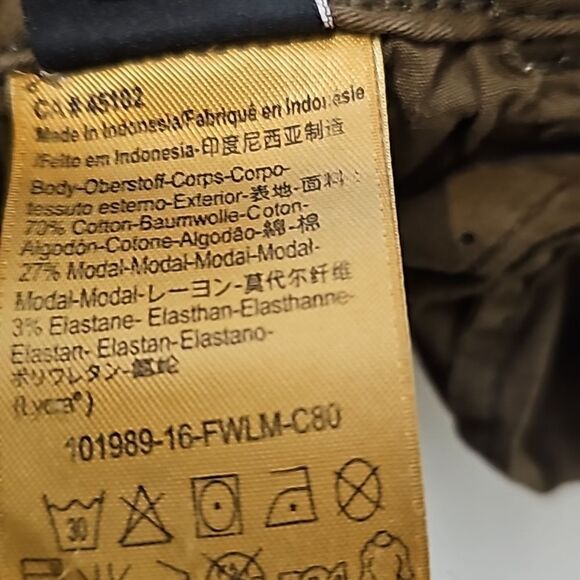 CA# 45102
Made in Indonesia/Fabriqué en Indonésie
/Feito em Indonesia-印度尼西亚制造
Body-Oberstoff-Corps-Corpo-
tessuto esterno-Exterior-表地-面料:
70% Cotton-Baumwolle-Coton-
Algodón-Cotone-Algodão-綿-棉
27% Modal-Modal-Modal-Modal-
Modal-Modal-レーヨン-莫代尔纤维
3% Elastane- Elasthan-Elasthanne-
Elastan- Elastan-Elastano-
ポリウレタン-氨纶
(Lycra®)
101989-16-FWLM-C80
30